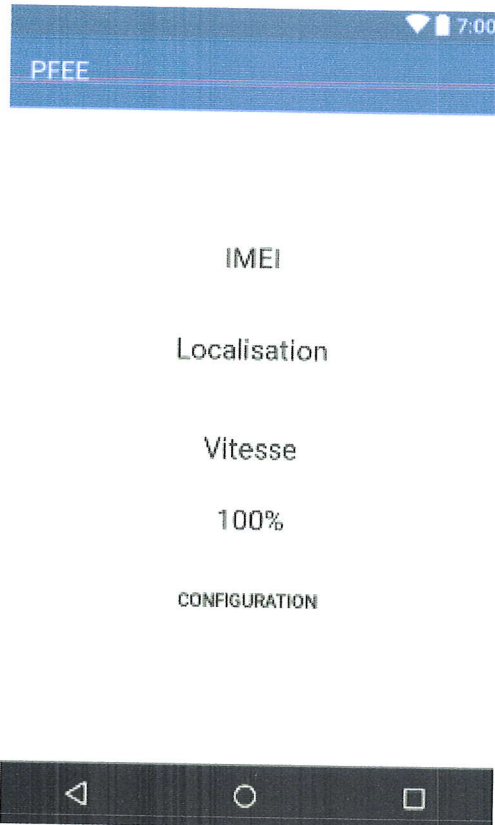 7:00
PFEE
IMEI
Localisation
Vitesse
100%
CONFIGURATION